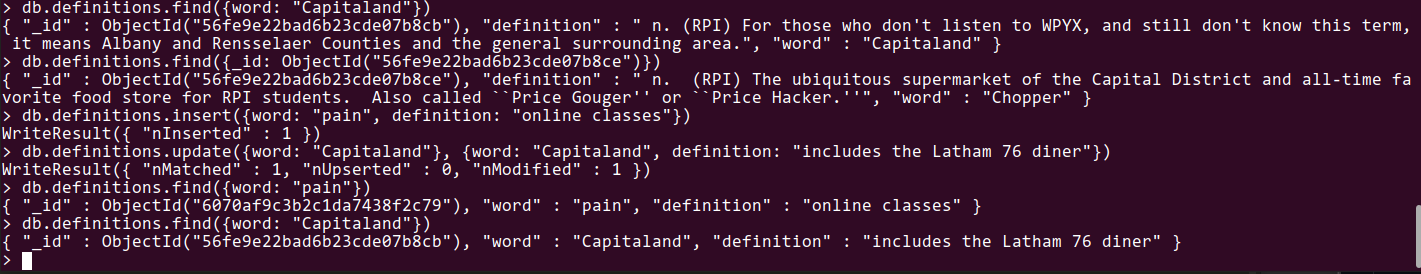 > db.definitions.find({word: "Capitaland"})
{ "_id" : ObjectId("56fe9e22bad6b23cde07b8cb"), "definition" : " n. (RPI) For those who don't listen to WPYX, and still don't know this term,
 it means Albany and Rensselaer Counties and the general surrounding area.", "word" : "Capitaland" }
> db.definitions.find({_id: ObjectId("56fe9e22bad6b23cde07b8ce")})
{ "_id" : ObjectId("56fe9e22bad6b23cde07b8ce"), "definition" : " n.  (RPI) The ubiquitous supermarket of the Capital District and all-time fa
vorite food store for RPI students.  Also called ``Price Gouger'' or ``Price Hacker.''", "word" : "Chopper" }
> db.definitions.insert({word: "pain", definition: "online classes"})
WriteResult({ "nInserted" : 1 })
> db.definitions.update({word: "Capitaland"}, {word: "Capitaland", definition: "includes the Latham 76 diner"})
WriteResult({ "nMatched" : 1, "nUpserted" : 0, "nModified" : 1 })
> db.definitions.find({word: "pain"})
{ "_id" : ObjectId("6070af9c3b2c1da7438f2c79"), "word" : "pain", "definition" : "online classes" }
> db.definitions.find({word: "Capitaland"})
{ "_id" : ObjectId("56fe9e22bad6b23cde07b8cb"), "word" : "Capitaland", "definition" : "includes the Latham 76 diner" }
>